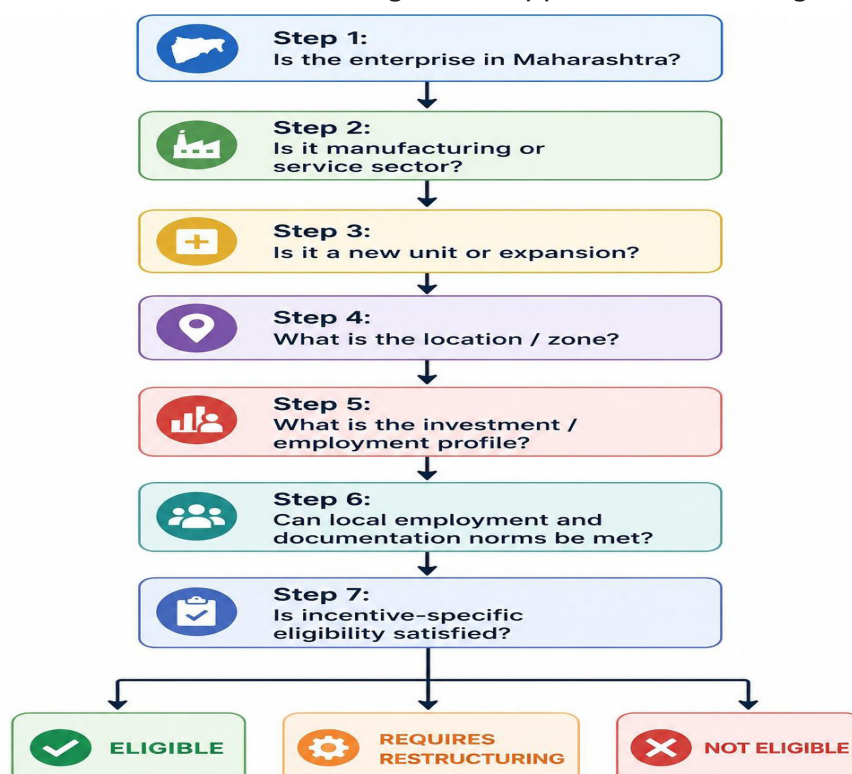 Step 1:
Is the enterprise in Maharashtra?
Step 2:
Is it manufacturing or
service sector?
Step 3:
Is it a new unit or expansion?
Step 4:
What is the location / zone?
Step 5:
What is the investment /
employment profile?
Step 6:
Can local employment and
documentation norms be met?
Step 7:
Is incentive-specific
eligibility satisfied?
ELIGIBLE
REQUIRES
RESTRUCTURING
NOT ELIGIBLE